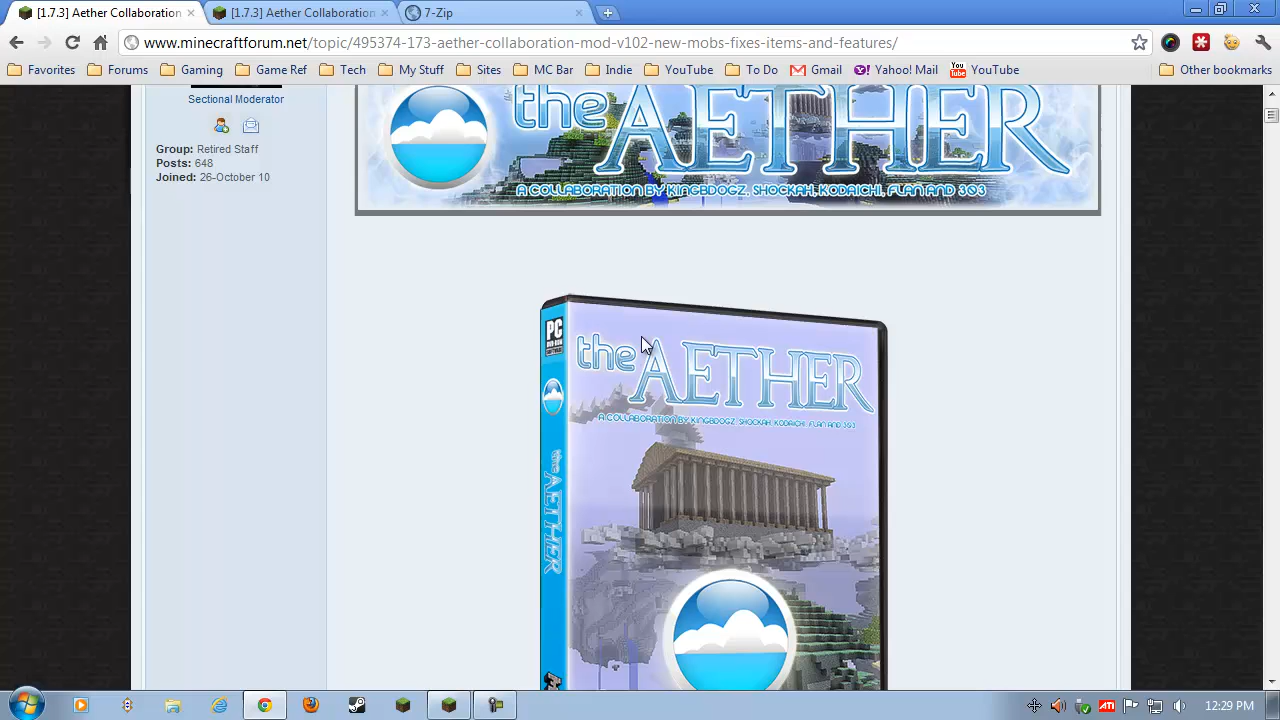 [1.7.3] Aether Collaboration
[1.7.3] Aether Collaboration
7-Zip
www.minecraftforum.net/topic/495374-173-aether-collaboration-mod-v102-new-mobs-fixes-items-and-features/
Favorites
Forums
Gaming
Game Ref
Tech
My Stuff
Sites
MC Bar
Indie
YouTube
To Do
Gmail
Yahoo! Mail
YouTube
Other bookmarks
Sectional Moderator
Group: Retired Staff
Posts: 648
Joined: 26-October 10
the AETHER
A COLLABORATION BY KINGBDOGZ, SHOCKAH, KODAICHI, FLAN AND 303
PC
DVD-ROM
the AETHER
A COLLABORATION BY KINGBDOGZ, SHOCKAH, KODAICHI, FLAN AND 303
the AETHER
ATI
12:29 PM